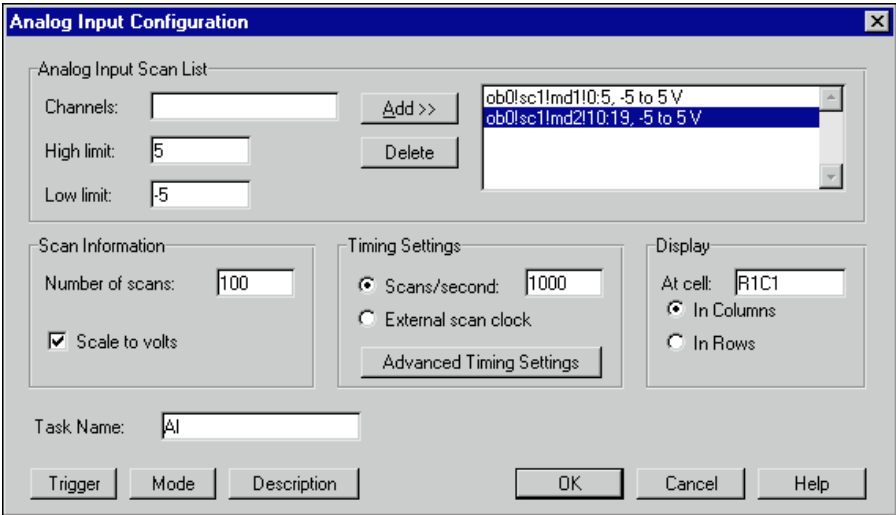 Analog Input Configuration
Analog Input Scan List
Channels:
Add >>
ob0!sc1!md1!0:5, -5 to 5 V
ob0!sc1!md2!10:19, -5 to 5 V
High limit: 5
Delete
Low limit: -5
Scan Information
Number of scans: 100
Scale to volts
Timing Settings
Scans/second: 1000
External scan clock
Advanced Timing Settings
Display
At cell: R1C1
In Columns
In Rows
Task Name: AI
Trigger Mode Description OK Cancel Help